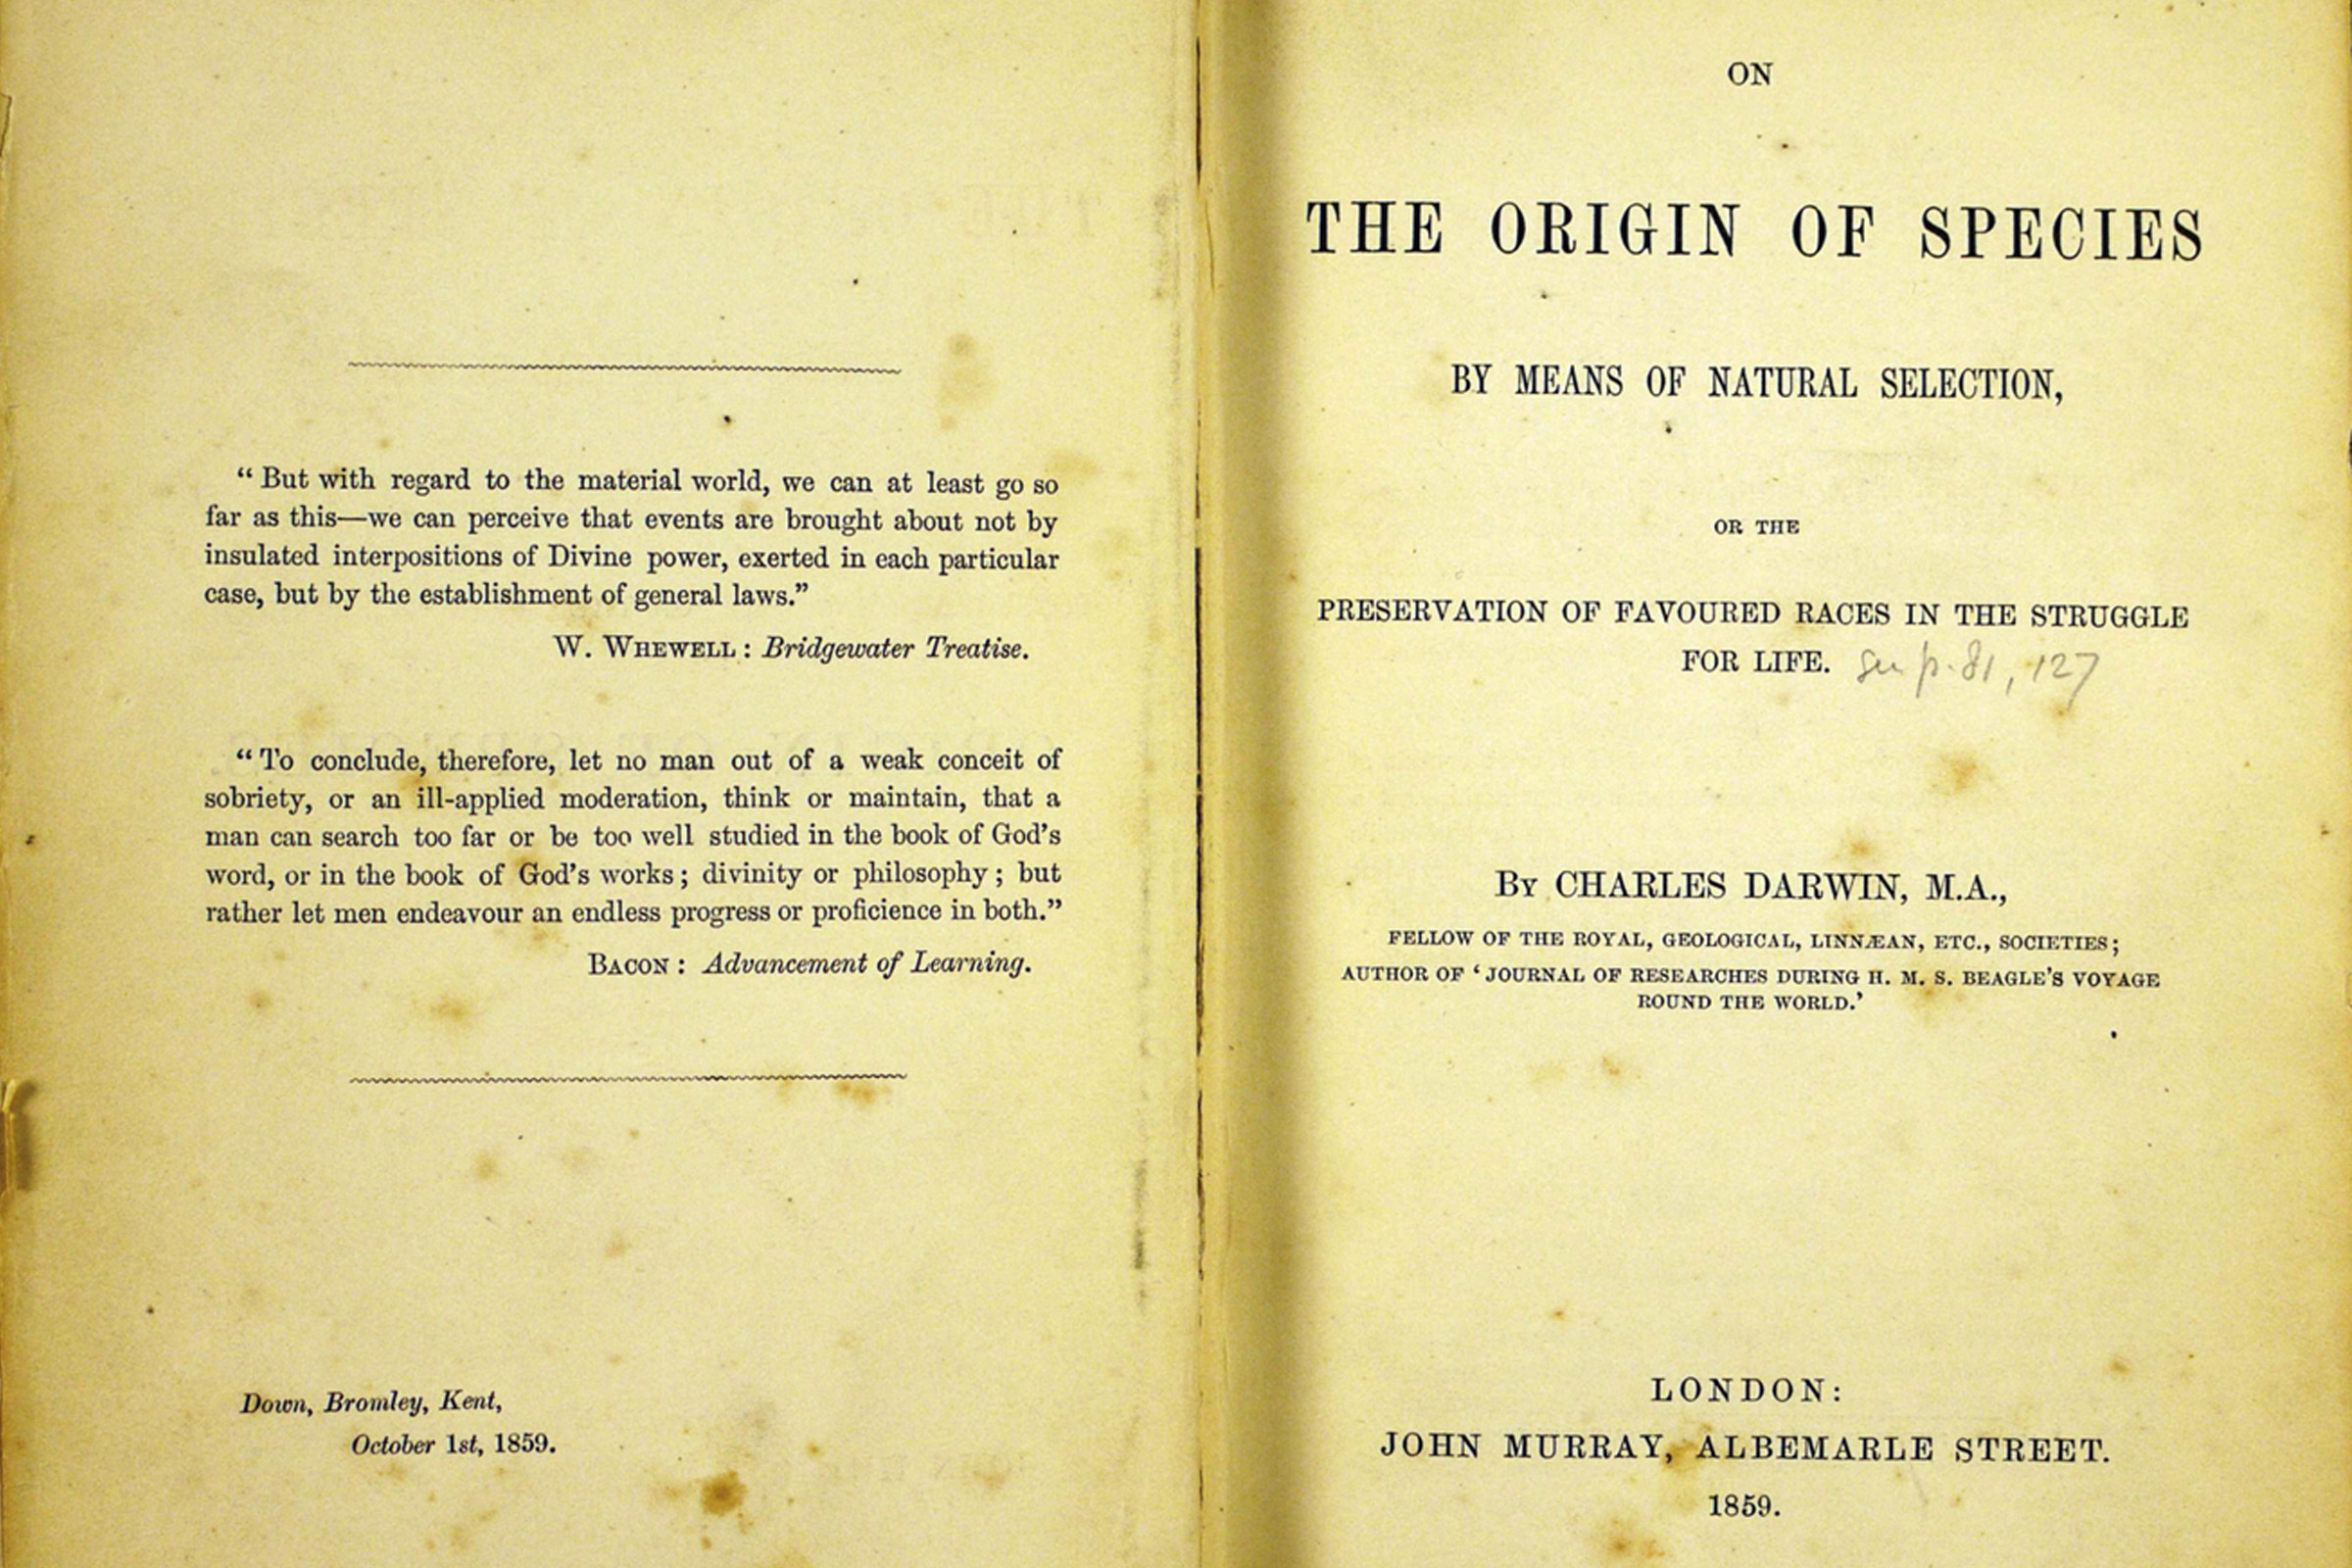 “ But with regard to the material world, we can at least go so
far as this—we can perceive that events are brought about not by
insulated interpositions of Divine power, exerted in each particular
case, but by the establishment of general laws.”
W. WHEWELL : Bridgewater Treatise.
“ To conclude, therefore, let no man out of a weak conceit of
sobriety, or an ill-applied moderation, think or maintain, that a
man can search too far or be too well studied in the book of God’s
word, or in the book of God’s works ; divinity or philosophy ; but
rather let men endeavour an endless progress or proficience in both.”
BACON : Advancement of Learning.
Down, Bromley, Kent,
October 1st, 1859.
ON
THE ORIGIN OF SPECIES
BY MEANS OF NATURAL SELECTION,
OR THE
PRESERVATION OF FAVOURED RACES IN THE STRUGGLE
FOR LIFE. p. 81, 127
BY CHARLES DARWIN, M.A.,
FELLOW OF THE ROYAL, GEOLOGICAL, LINNÆAN, ETC., SOCIETIES ;
AUTHOR OF ‘ JOURNAL OF RESEARCHES DURING H. M. S. BEAGLE’S VOYAGE
ROUND THE WORLD.’
LONDON:
JOHN MURRAY, ALBEMARLE STREET.
1859.